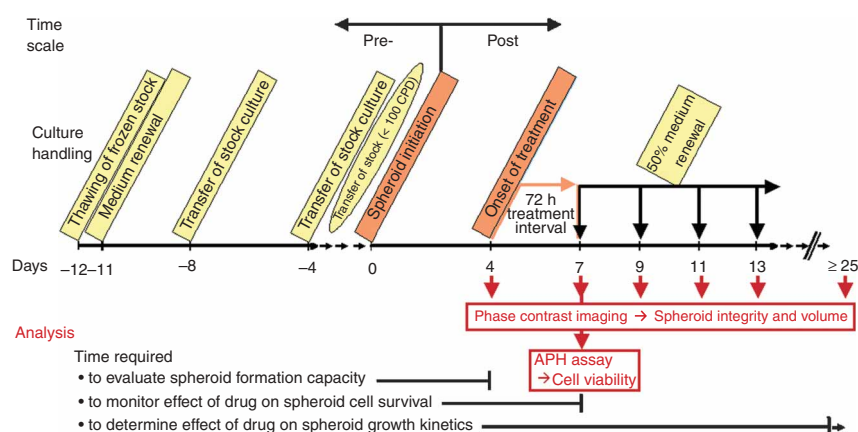 Time
scale
Pre-
Post
Culture
handling
Thawing of frozen stock
Medium renewal
Transfer of stock culture
Transfer of stock culture
Transfer of stock (< 100 CPD)
Spheroid initiation
Onset of treatment
72 h
treatment
interval
50% medium
renewal
Days
–12 –11 –8 –4 0 4 7 9 11 13 ≥ 25
Phase contrast imaging → Spheroid integrity and volume
Analysis
APH assay
→Cell viability
Time required
• to evaluate spheroid formation capacity
• to monitor effect of drug on spheroid cell survival
• to determine effect of drug on spheroid growth kinetics